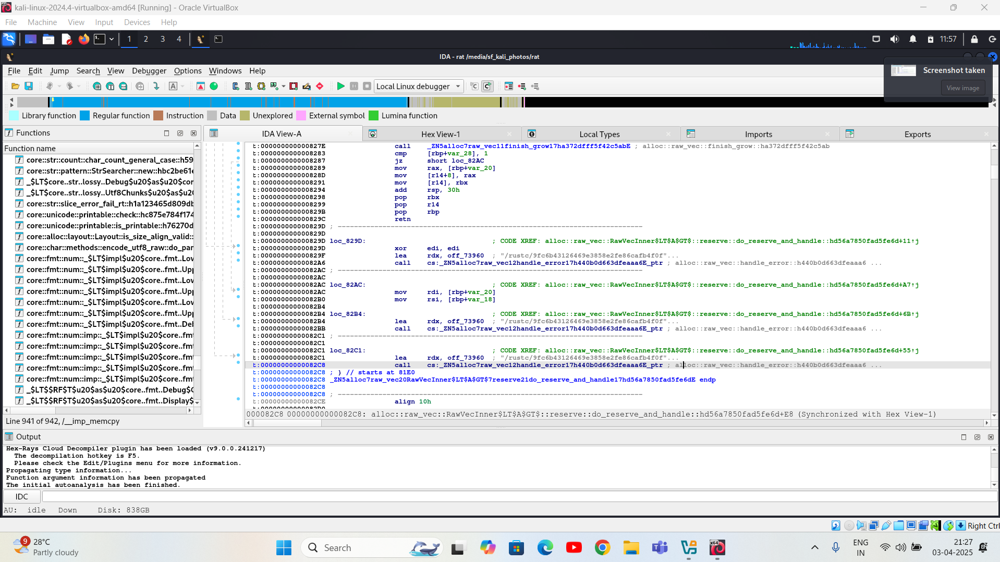 kali-linux-2024.4-virtualbox-amd64 [Running] - Oracle VirtualBox
File Machine View Input Devices Help
1 2 3 4 11:57
IDA - rat /media/sf_kali_photos/rat
File Edit Jump Search View Debugger Options Windows Help
Screenshot taken
View image
Local Linux debugger
Library function Regular function Instruction Data Unexplored External symbol Lumina function
Functions
IDA View-A Hex View-1 Local Types Imports Exports
Function name
core::str::count::char_count_general_case::h59
core::str::pattern::StrSearcher::new::hbc2be61e
_$LT$core..str..lossy..Debug$u20$as$u20$cor
_$LT$core..str..lossy..Utf8Chunks$u20$as$u20
core::str::slice_error_fail_rt::h1a123465d809db
core::unicode::printable::check::hc875e784f174
core::unicode::printable::is_printable::h76270d
core::alloc::layout::Layout::is_size_align_valid::
core::char::methods::encode_utf8_raw::do_pan
core::fmt::num::_$LT$impl$u20$core..fmt..Low
core::fmt::num::_$LT$impl$u20$core..fmt..Upp
core::fmt::num::_$LT$impl$u20$core..fmt..Low
core::fmt::num::_$LT$impl$u20$core..fmt..Upp
core::fmt::num::_$LT$impl$u20$core..fmt..Low
core::fmt::num::_$LT$impl$u20$core..fmt..Upp
core::fmt::num::_$LT$impl$u20$core..fmt..Deb
core::fmt::num::imp::_$LT$impl$u20$core..fmt
core::fmt::num::imp::_$LT$impl$u20$core..fmt
core::fmt::num::imp::_$LT$impl$u20$core..fmt
core::fmt::num::imp::_$LT$impl$u20$core..fmt
core::fmt::num::imp::_$LT$impl$u20$core..fmt
_$LT$$RF$T$u20$as$u20$core..fmt..Debug$G
_$LT$$RF$T$u20$as$u20$core..fmt..Display$
Line 941 of 942, /__imp_memcpy
t:000000000000827E call _ZN5alloc7raw_vec11finish_grow17ha372dfff5f42c5abE ; alloc::raw_vec::finish_grow::ha372dfff5f42c5ab
t:0000000000008283 cmp [rbp+var_28], 1
t:0000000000008287 jz short loc_82AC
t:0000000000008289 mov rax, [rbp+var_20]
t:000000000000828D mov [r14+8], rax
t:0000000000008291 mov [r14], rbx
t:0000000000008294 add rsp, 30h
t:0000000000008298 pop rbx
t:0000000000008299 pop r14
t:000000000000829B pop rbp
t:000000000000829C retn
t:000000000000829D ; ---------------------------------------------------------------------------
t:000000000000829D
t:000000000000829D loc_829D: ; CODE XREF: alloc::raw_vec::RawVecInner$LT$A$GT$::reserve::do_reserve_and_handle::hd56a7850fad5fe6d+11↑j
t:000000000000829D xor edi, edi
t:000000000000829F lea rdx, off_73960 ; "/rustc/9fc6b43126469e3858e2fe86cafb4f0f"...
t:00000000000082A6 call cs:_ZN5alloc7raw_vec12handle_error17h440b0d663dfeaaa6E_ptr ; alloc::raw_vec::handle_error::h440b0d663dfeaaa6 ...
t:00000000000082AC ; ---------------------------------------------------------------------------
t:00000000000082AC
t:00000000000082AC loc_82AC: ; CODE XREF: alloc::raw_vec::RawVecInner$LT$A$GT$::reserve::do_reserve_and_handle::hd56a7850fad5fe6d+A7↑j
t:00000000000082AC mov rdi, [rbp+var_20]
t:00000000000082B0 mov rsi, [rbp+var_18]
t:00000000000082B4
t:00000000000082B4 loc_82B4: ; CODE XREF: alloc::raw_vec::RawVecInner$LT$A$GT$::reserve::do_reserve_and_handle::hd56a7850fad5fe6d+6B↑j
t:00000000000082B4 lea rdx, off_73960 ; "/rustc/9fc6b43126469e3858e2fe86cafb4f0f"...
t:00000000000082BB call cs:_ZN5alloc7raw_vec12handle_error17h440b0d663dfeaaa6E_ptr ; alloc::raw_vec::handle_error::h440b0d663dfeaaa6 ...
t:00000000000082C1 ; ---------------------------------------------------------------------------
t:00000000000082C1
t:00000000000082C1 loc_82C1: ; CODE XREF: alloc::raw_vec::RawVecInner$LT$A$GT$::reserve::do_reserve_and_handle::hd56a7850fad5fe6d+55↑j
t:00000000000082C1 lea rdx, off_73960 ; "/rustc/9fc6b43126469e3858e2fe86cafb4f0f"...
t:00000000000082C8 call cs:_ZN5alloc7raw_vec12handle_error17h440b0d663dfeaaa6E_ptr ; alloc::raw_vec::handle_error::h440b0d663dfeaaa6 ...
t:00000000000082C8 ; } // starts at 81E0
t:00000000000082C8 _ZN5alloc7raw_vec20RawVecInner$LT$A$GT$7reserve21do_reserve_and_handle17hd56a7850fad5fe6dE endp
t:00000000000082C8
t:00000000000082C8 ; ---------------------------------------------------------------------------
t:00000000000082CE align 10h
000082C8 00000000000082C8: alloc::raw_vec::RawVecInner$LT$A$GT$::reserve::do_reserve_and_handle::hd56a7850fad5fe6d+E8 (Synchronized with Hex View-1)
Output
Hex-Rays Cloud Decompiler plugin has been loaded (v9.0.0.241217)
The decompilation hotkey is F5.
Please check the Edit/Plugins menu for more information.
Propagating type information...
Function argument information has been propagated
The initial autoanalysis has been finished.
IDC
AU: idle Down Disk: 838GB
Right Ctrl
9 28°C
Partly cloudy
Search
ENG
IN
21:27
03-04-2025